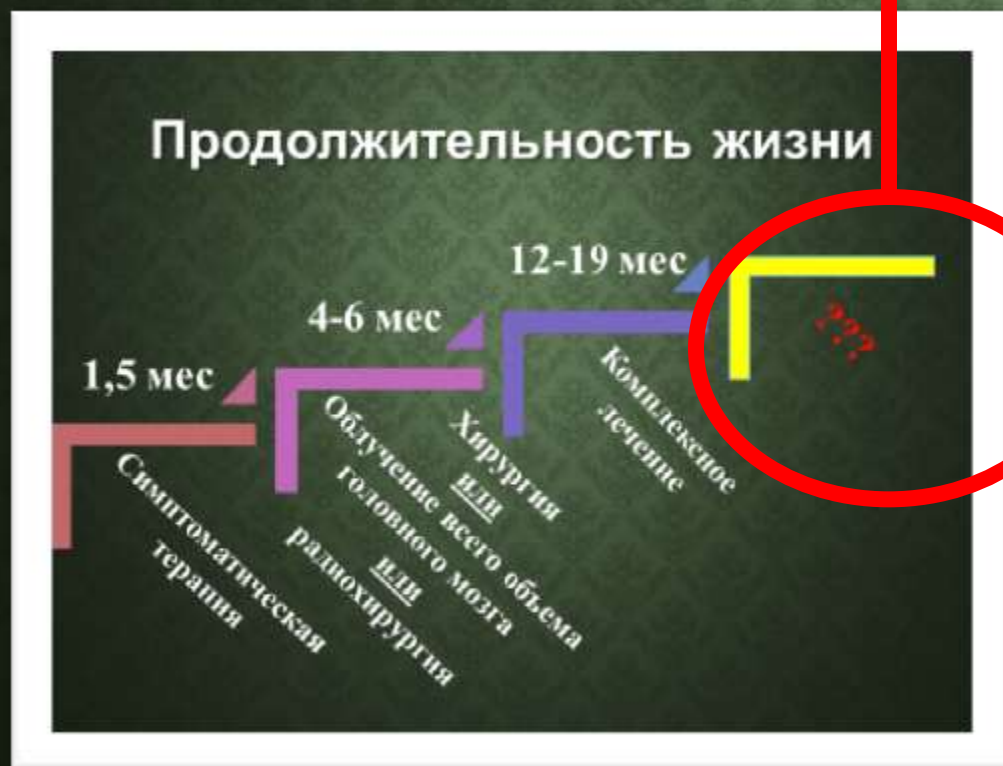 Продолжительность жизни
1,5 мес
4-6 мес
12-19 мес
Симптоматическая
терапия
Облучение всего объема
головного мозга
или
радиохирургия
Хирургия
или
Комплексное
лечение
???